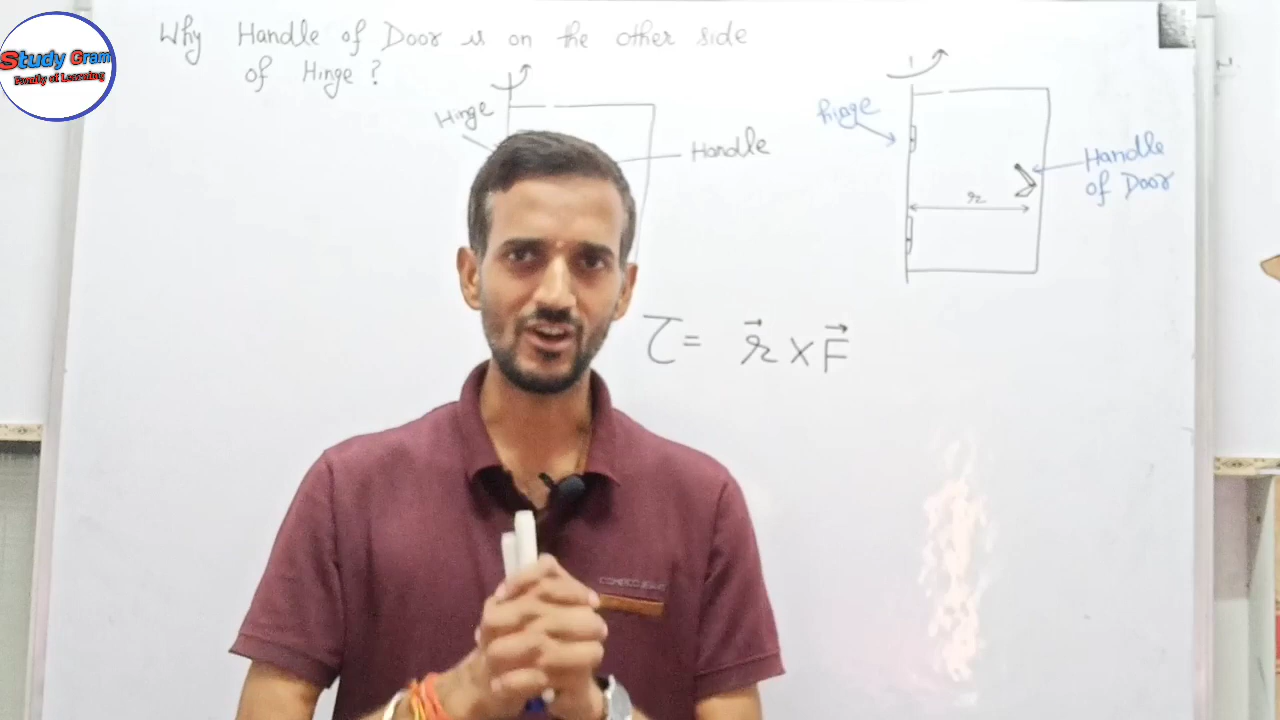 Study Gram
Family of Learning
Why Handle of Door is on the other side
of Hinge ?
Hinge
Handle
hinge
Handle
of Door
r
τ = r⃗ × F⃗